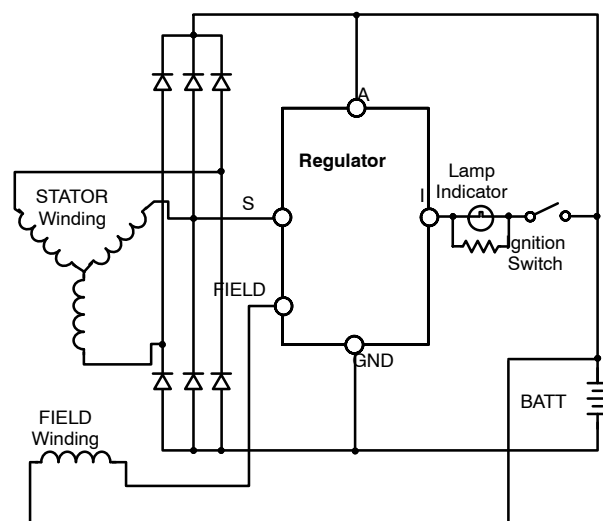 A
Regulator
Lamp
Indicator
STATOR
Winding
S
I
Ignition
Switch
FIELD
GND
BATT
FIELD
Winding